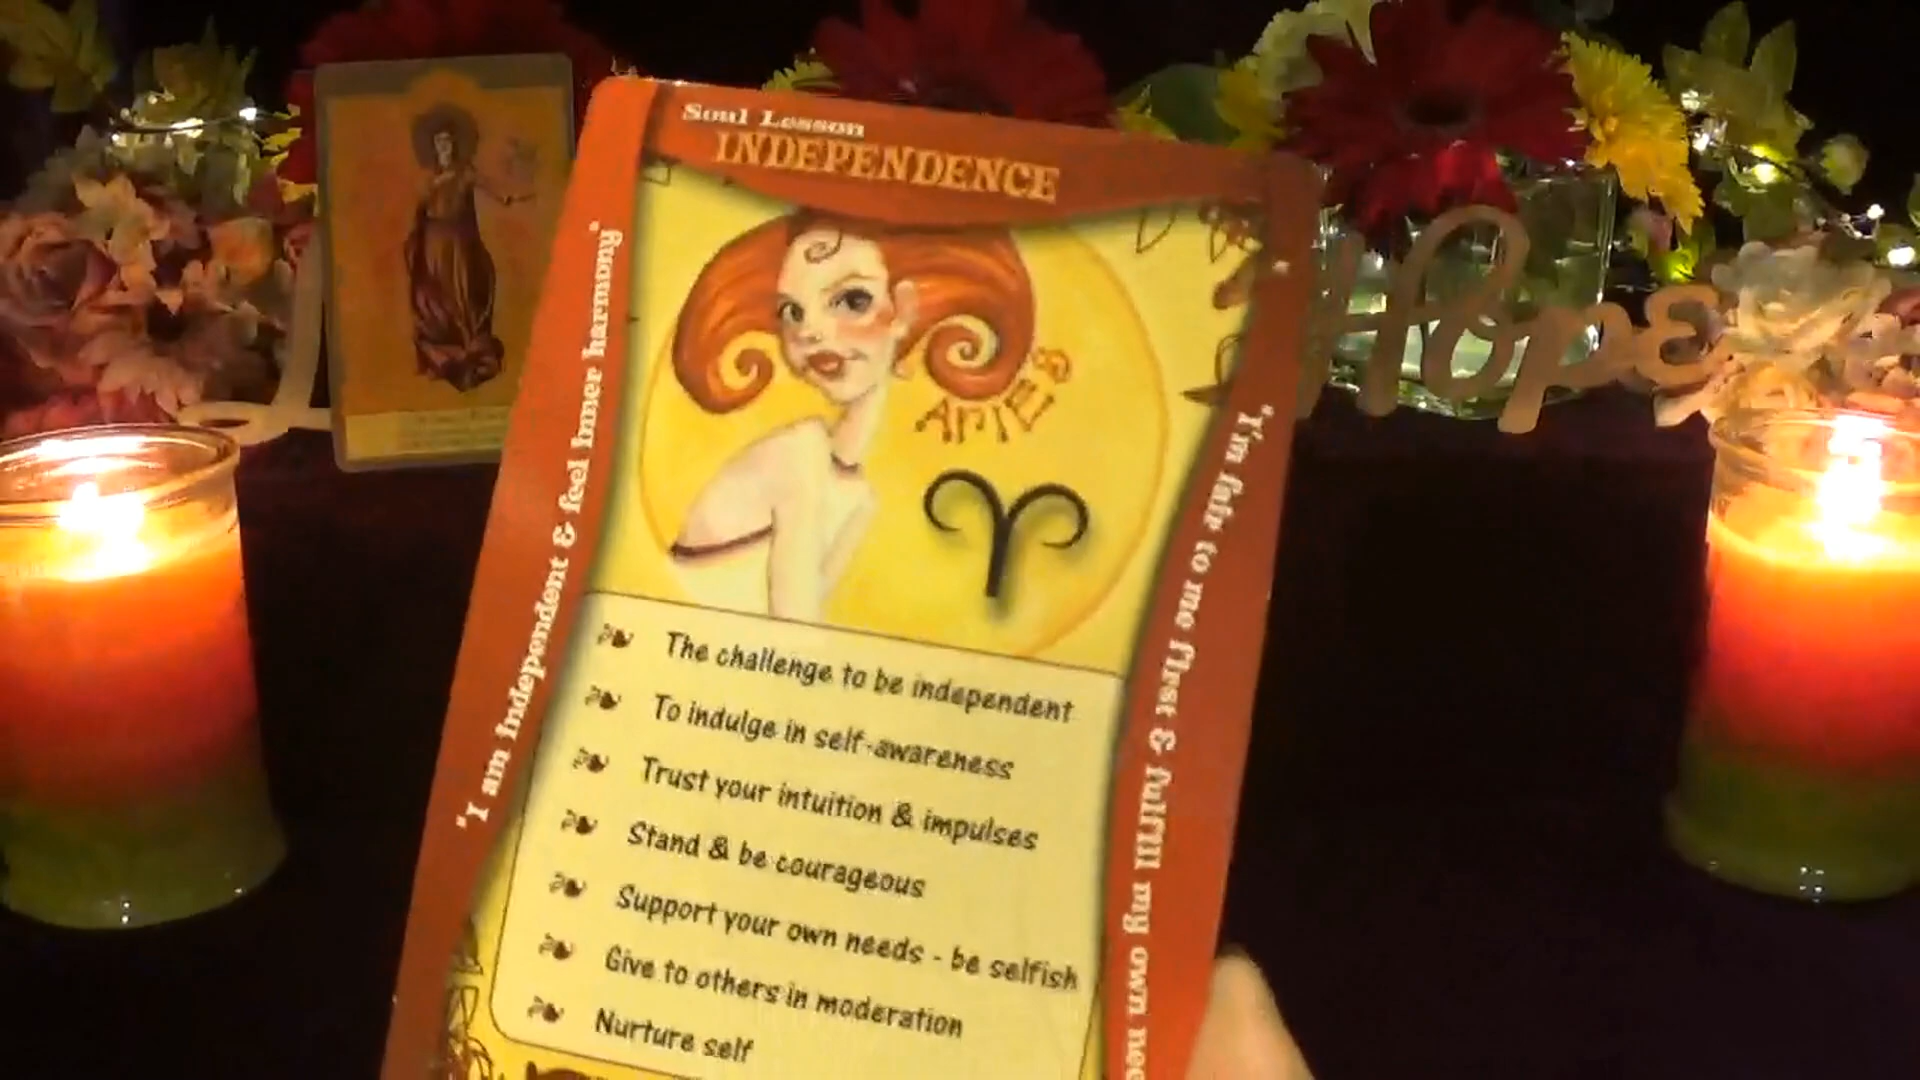 Soul Lesson
INDEPENDENCE
"I am independent & feel inner harmony"
ARIES
"I'm fair to me first & fulfill my own
Hope
The challenge to be independent
To indulge in self-awareness
Trust your intuition & impulses
Stand & be courageous
Support your own needs - be selfish
Give to others in moderation
Nurture self